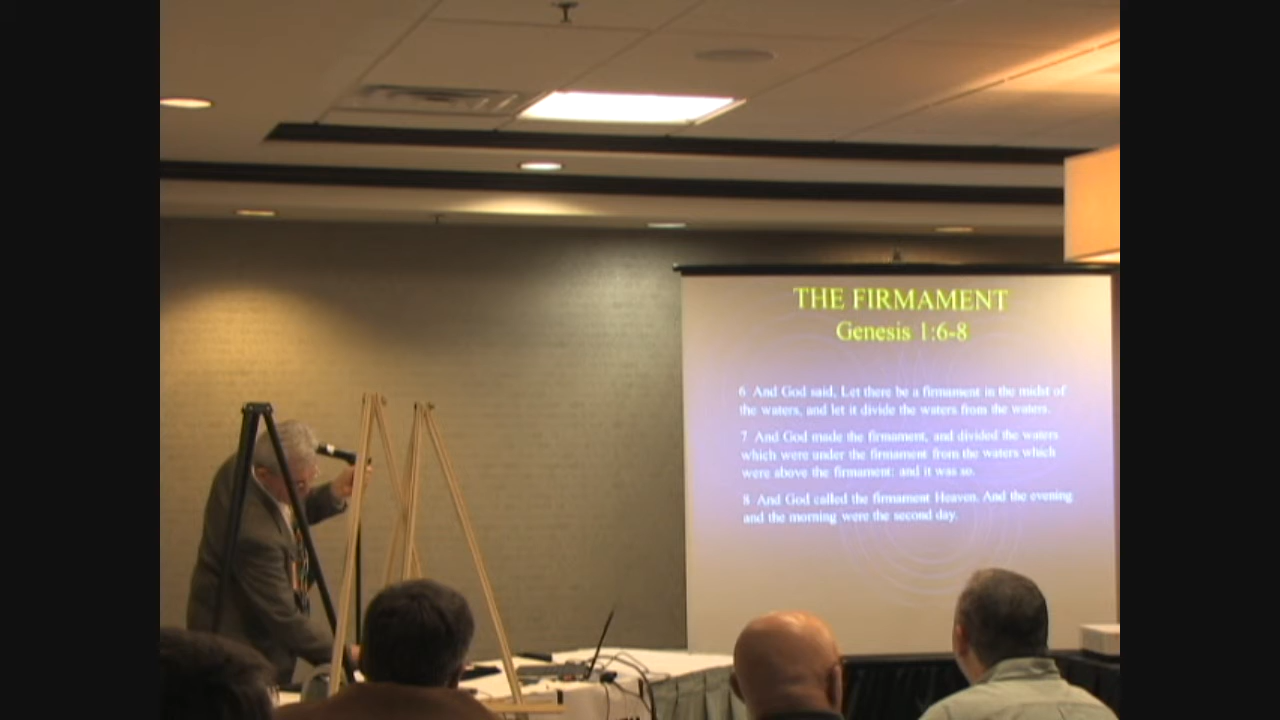 THE FIRMAMENT
Genesis 1:6-8
6 And God said, Let there be a firmament in the midst of
the waters, and let it divide the waters from the waters.
7 And God made the firmament, and divided the waters
which were under the firmament from the waters which
were above the firmament: and it was so.
8 And God called the firmament Heaven. And the evening
and the morning were the second day.